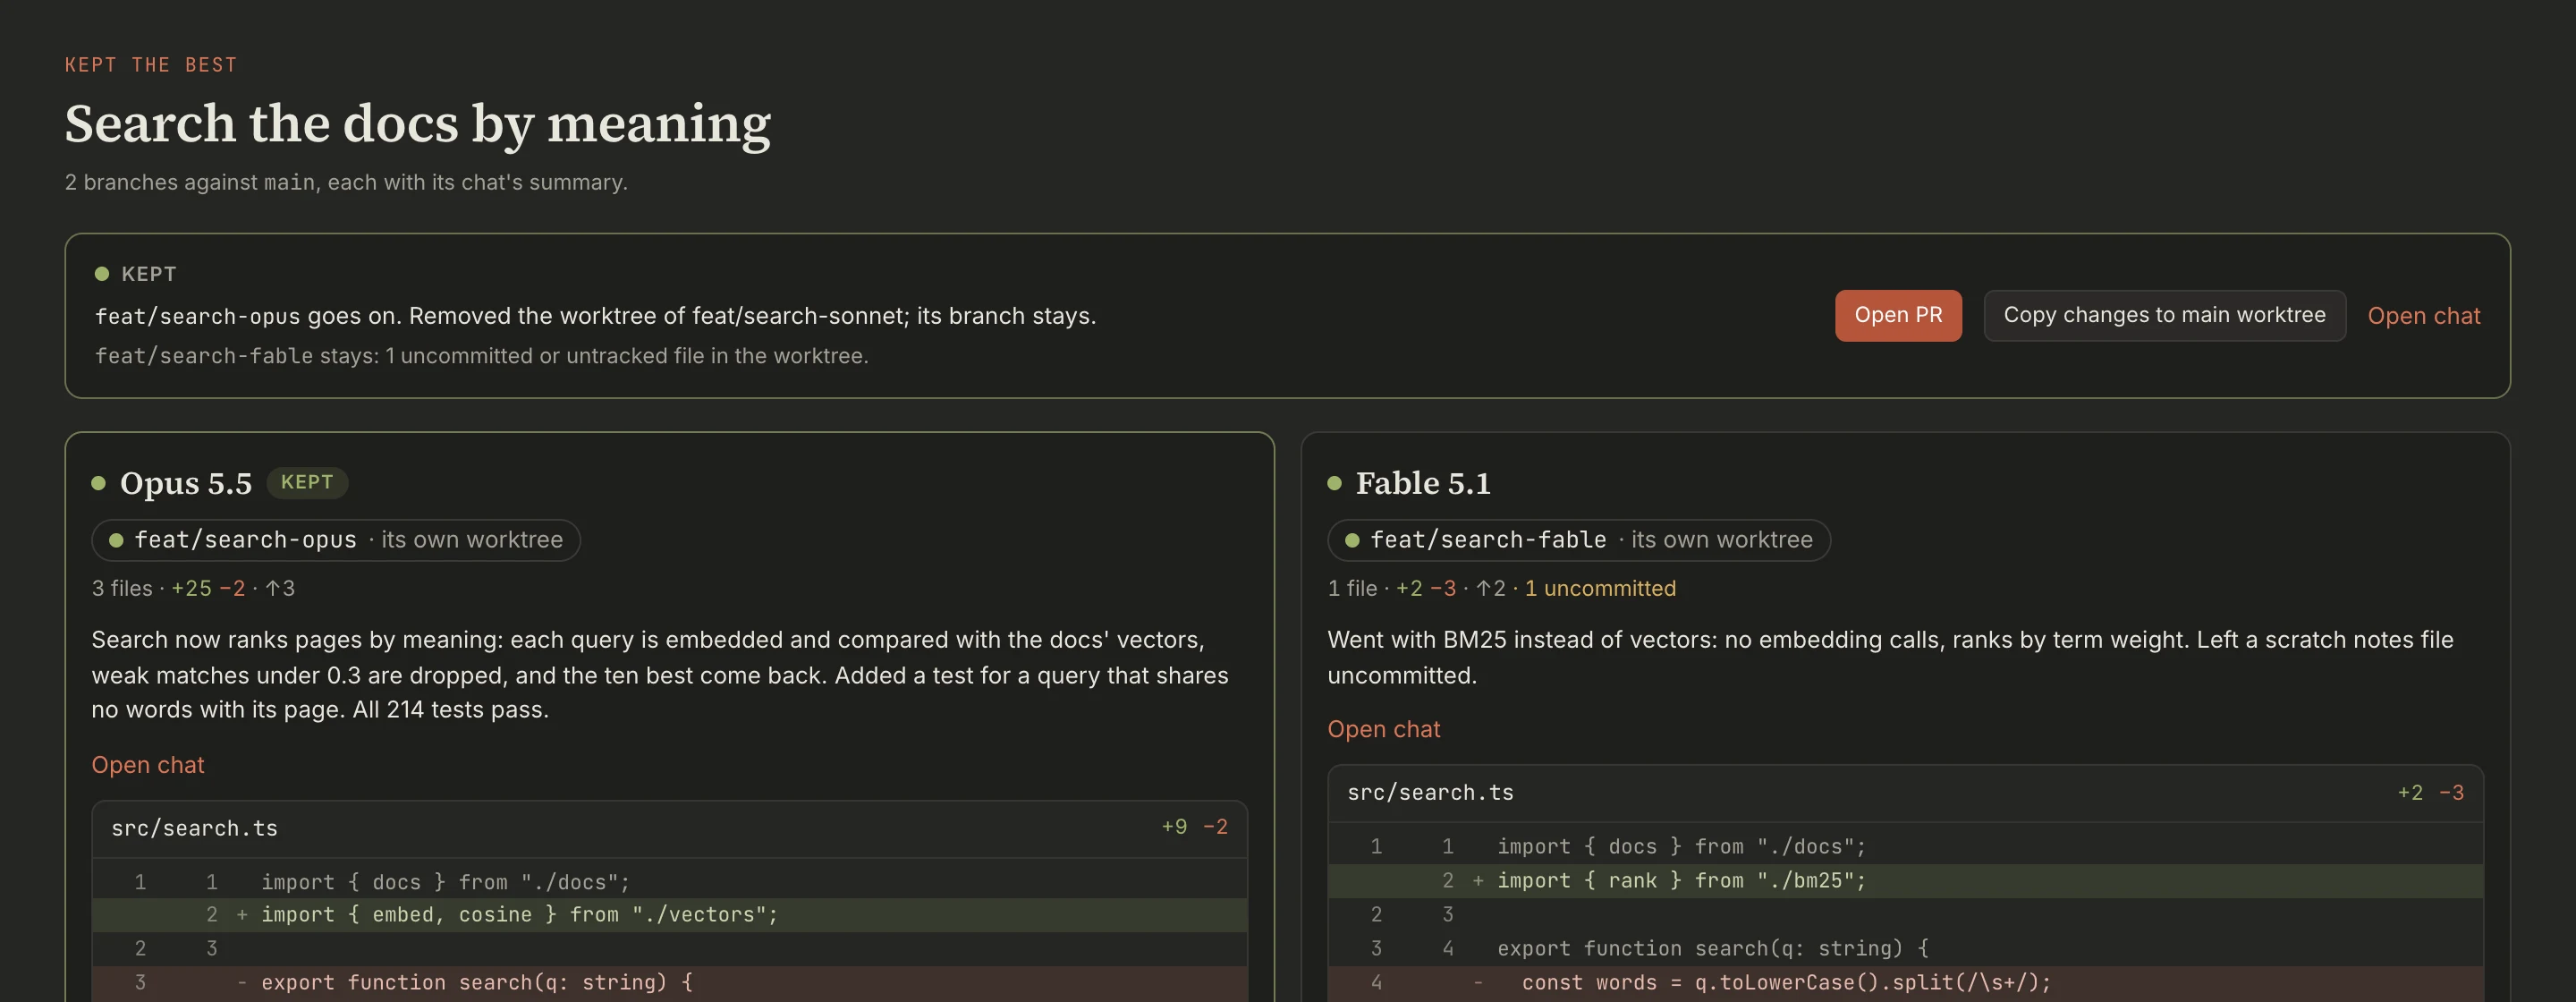 KEPT THE BEST
Search the docs by meaning
2 branches against main, each with its chat's summary.
KEPT
feat/search-opus goes on. Removed the worktree of feat/search-sonnet; its branch stays.
feat/search-fable stays: 1 uncommitted or untracked file in the worktree.
Open PR
Copy changes to main worktree
Open chat
Opus 5.5 KEPT
feat/search-opus · its own worktree
3 files · +25 −2 · ↑3
Search now ranks pages by meaning: each query is embedded and compared with the docs' vectors,
weak matches under 0.3 are dropped, and the ten best come back. Added a test for a query that shares
no words with its page. All 214 tests pass.
Open chat
src/search.ts +9 −2
1 1 import { docs } from "./docs";
2 + import { embed, cosine } from "./vectors";
2 3
3 - export function search(q: string) {
Fable 5.1
feat/search-fable · its own worktree
1 file · +2 −3 · ↑2 · 1 uncommitted
Went with BM25 instead of vectors: no embedding calls, ranks by term weight. Left a scratch notes file
uncommitted.
Open chat
src/search.ts +2 −3
1 1 import { docs } from "./docs";
2 + import { rank } from "./bm25";
2 3
3 4 export function search(q: string) {
4 - const words = q.toLowerCase().split(/\s+/);